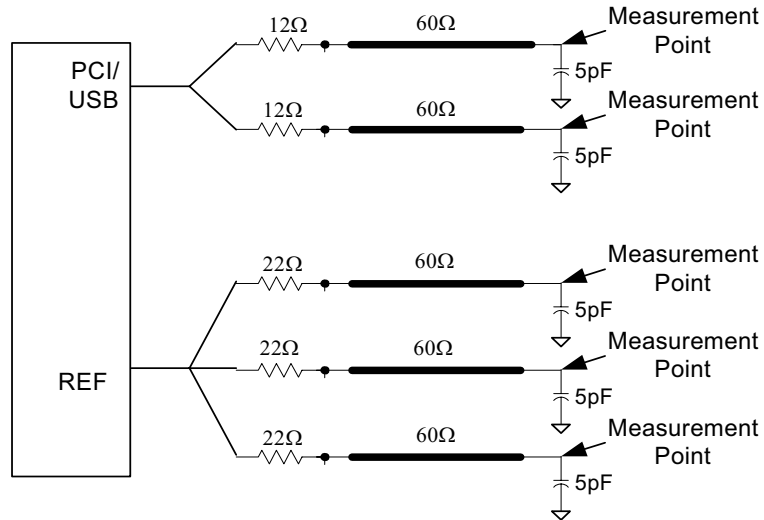 12Ω 60Ω Measurement
Point
PCI/
USB
5pF
12Ω 60Ω Measurement
Point
5pF
22Ω 60Ω Measurement
Point
5pF
REF
22Ω 60Ω Measurement
Point
5pF
22Ω 60Ω Measurement
Point
5pF